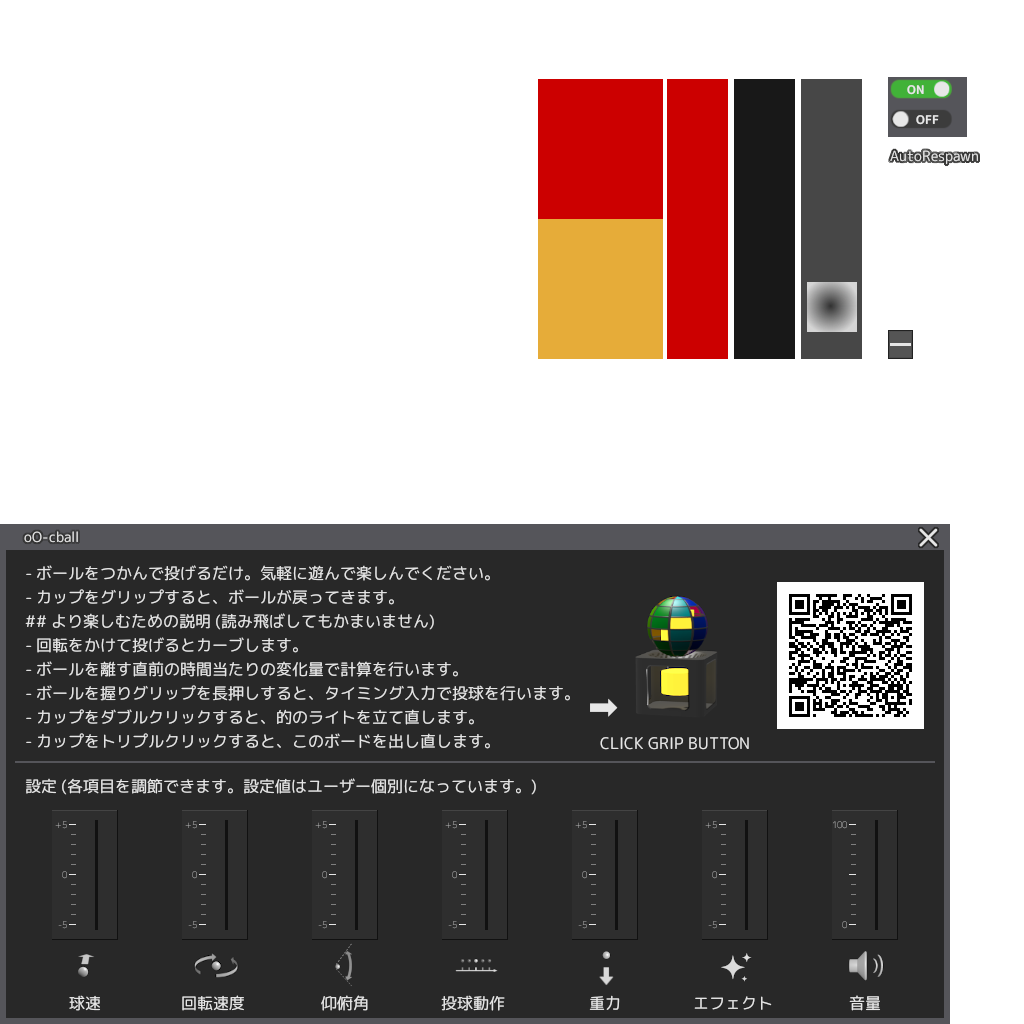 ON
OFF
AutoRespawn
oO-cball
- ボールをつかんで投げるだけ。気軽に遊んで楽しんでください。
- カップをグリップすると、ボールが戻ってきます。
## より楽しむための説明 (読み飛ばしてもかまいません)
- 回転をかけて投げるとカーブします。
- ボールを離す直前の時間当たりの変化量で計算を行います。
- ボールを握りグリップを長押しすると、タイミング入力で投球を行います。
- カップをダブルクリックすると、的のライトを立て直します。
- カップをトリプルクリックすると、このボードを出し直します。
CLICK GRIP BUTTON
設定 (各項目を調節できます。設定値はユーザー個別になっています。)
+5 +5 +5 +5 +5 +5 100
0 0 0 0 0 0
-5 -5 -5 -5 -5 -5 0
球速 回転速度 仰俯角 投球動作 重力 エフェクト 音量